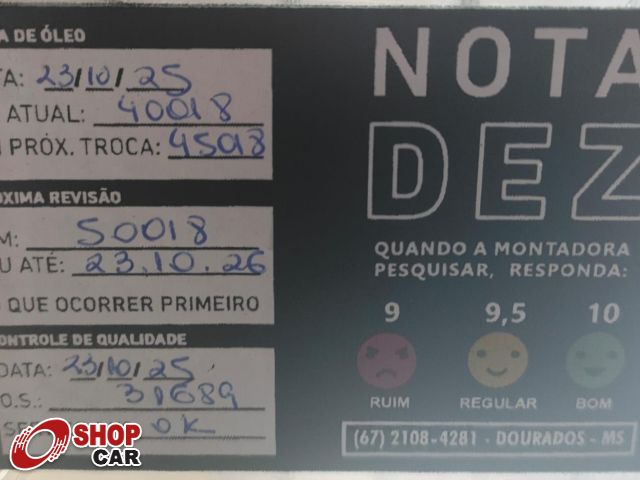 A DE ÓLEO
TA: 23/10/25
ATUAL: 40018
PRÓX. TROCA: 45018
XIMA REVISÃO
M: 50018
U ATÉ: 23.10.26
QUE OCORRER PRIMEIRO
ONTROLE DE QUALIDADE
DATA: 23/10/25
O.S.: 31689
OK
NOTA
DEZ
QUANDO A MONTADORA
PESQUISAR, RESPONDA:
9 9,5 10
RUIM REGULAR BOM
(67) 2108-4281 - DOURADOS - MS
SHOP
CAR